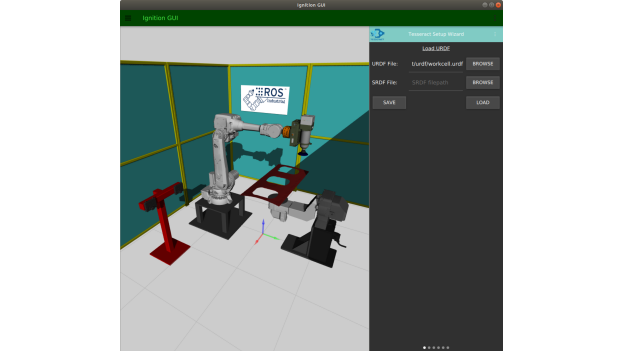 Ignition GUI
Ignition GUI
Tesseract Setup Wizard
Load URDF
URDF File:
t/urdf/workcell.urdf
BROWSE
SRDF File:
SRDF Filepath
BROWSE
SAVE
LOAD
ROS
Industrial